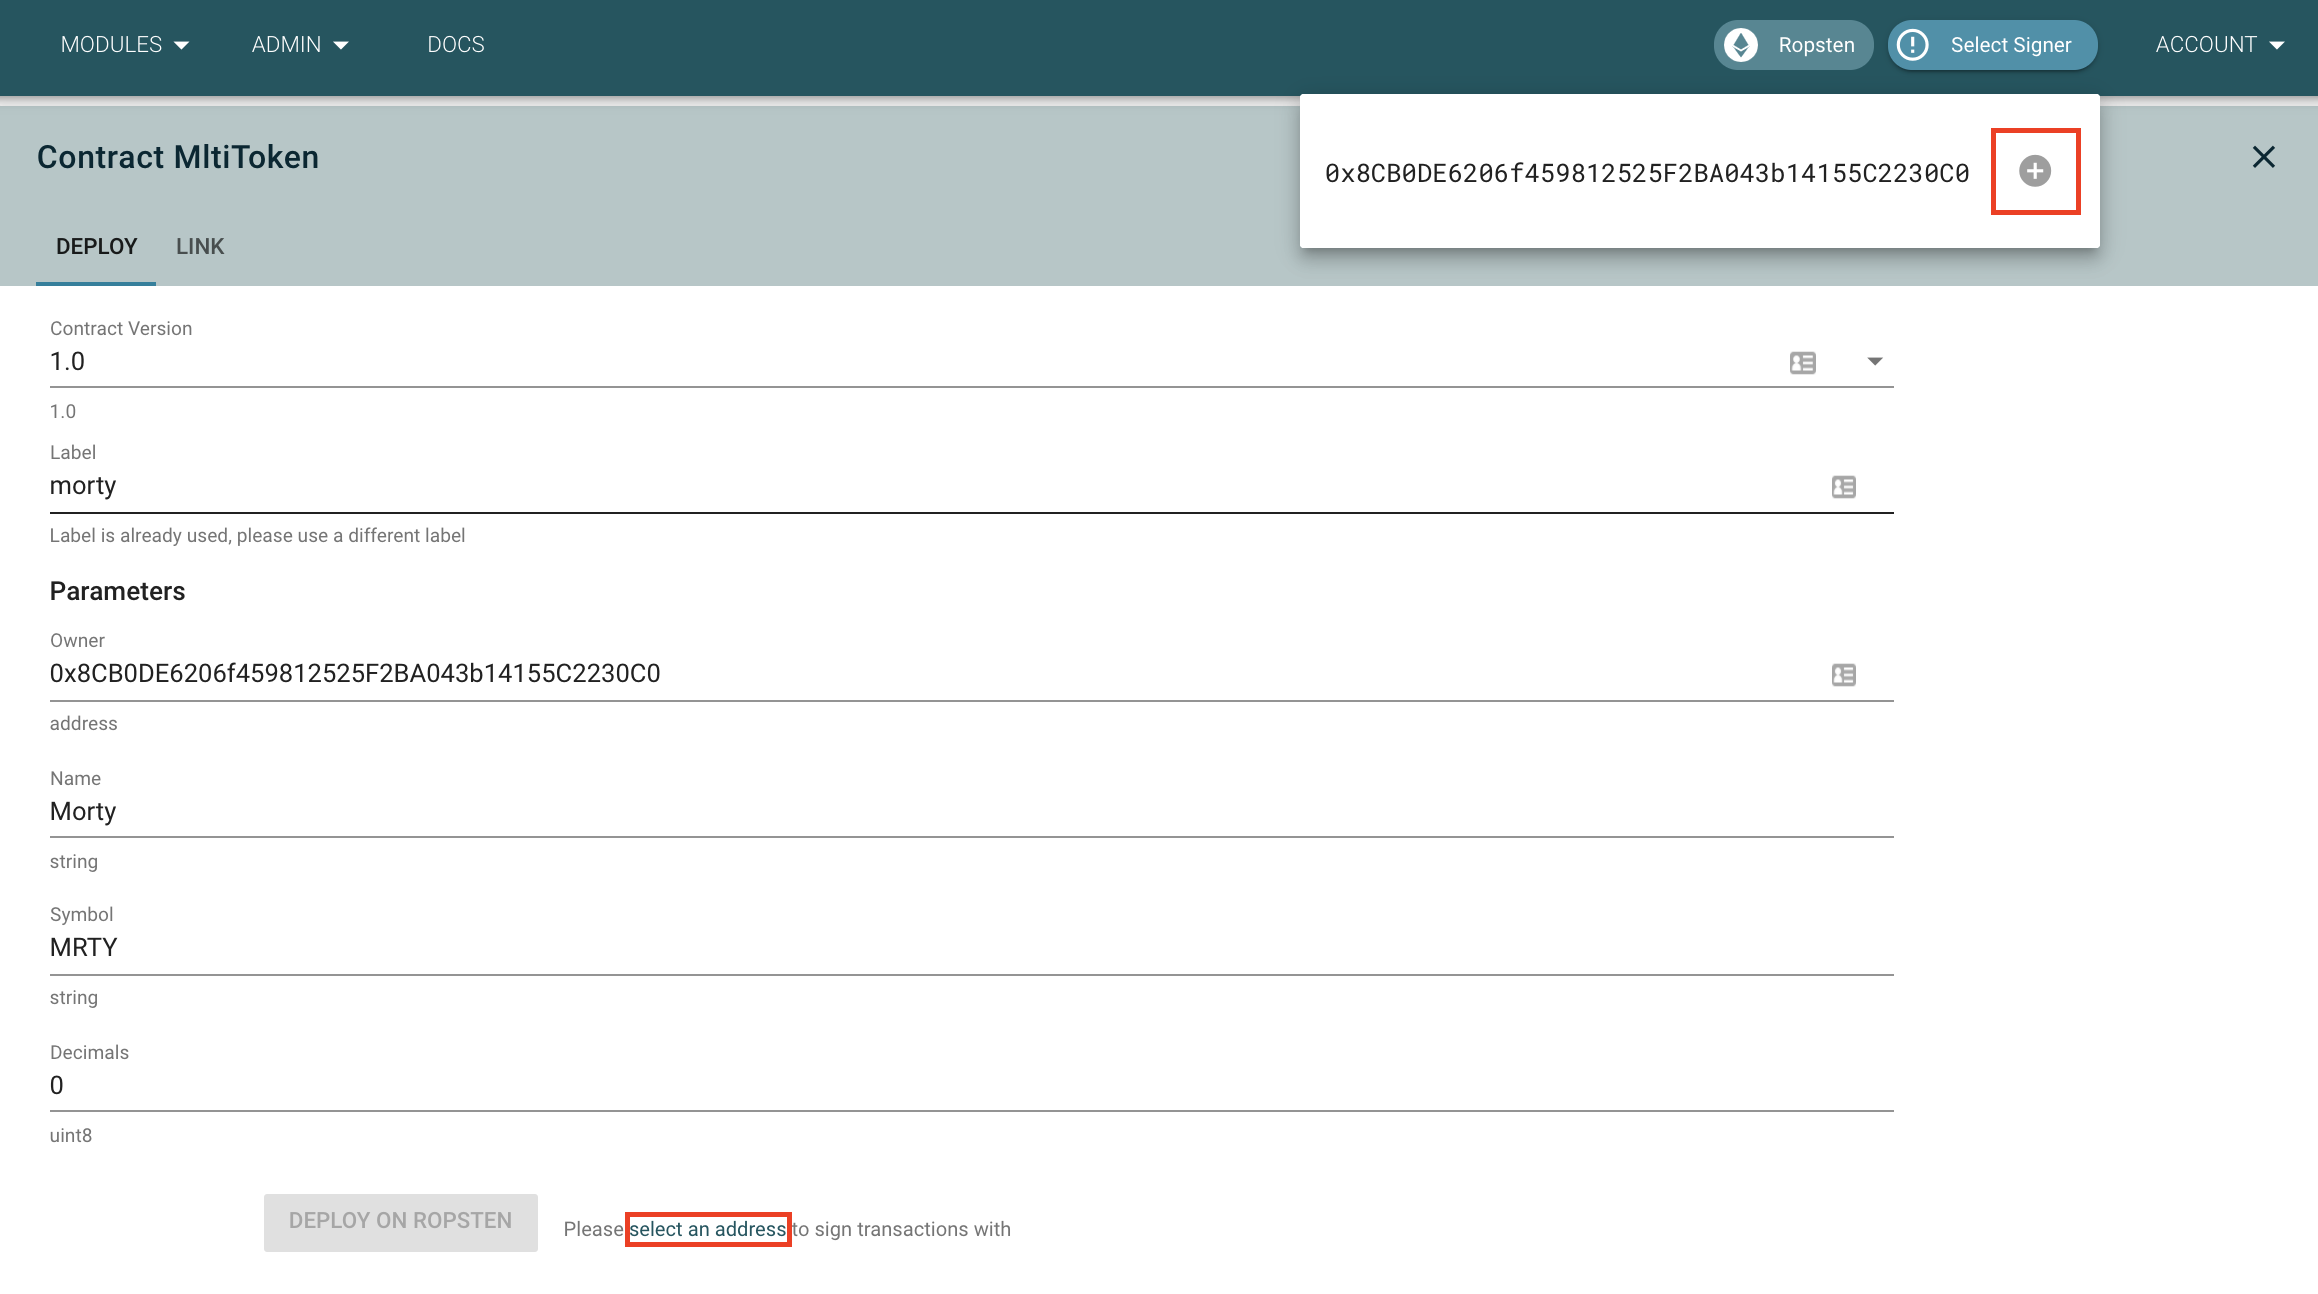 MODULES
ADMIN
DOCS
Ropsten
Select Signer
ACCOUNT
Contract MltiToken
0x8CB0DE6206f459812525F2BA043b14155C2230C0
DEPLOY
LINK
Contract Version
1.0
1.0
Label
morty
Label is already used, please use a different label
Parameters
Owner
0x8CB0DE6206f459812525F2BA043b14155C2230C0
address
Name
Morty
string
Symbol
MRTY
string
Decimals
0
uint8
DEPLOY ON ROPSTEN
Please select an address to sign transactions with